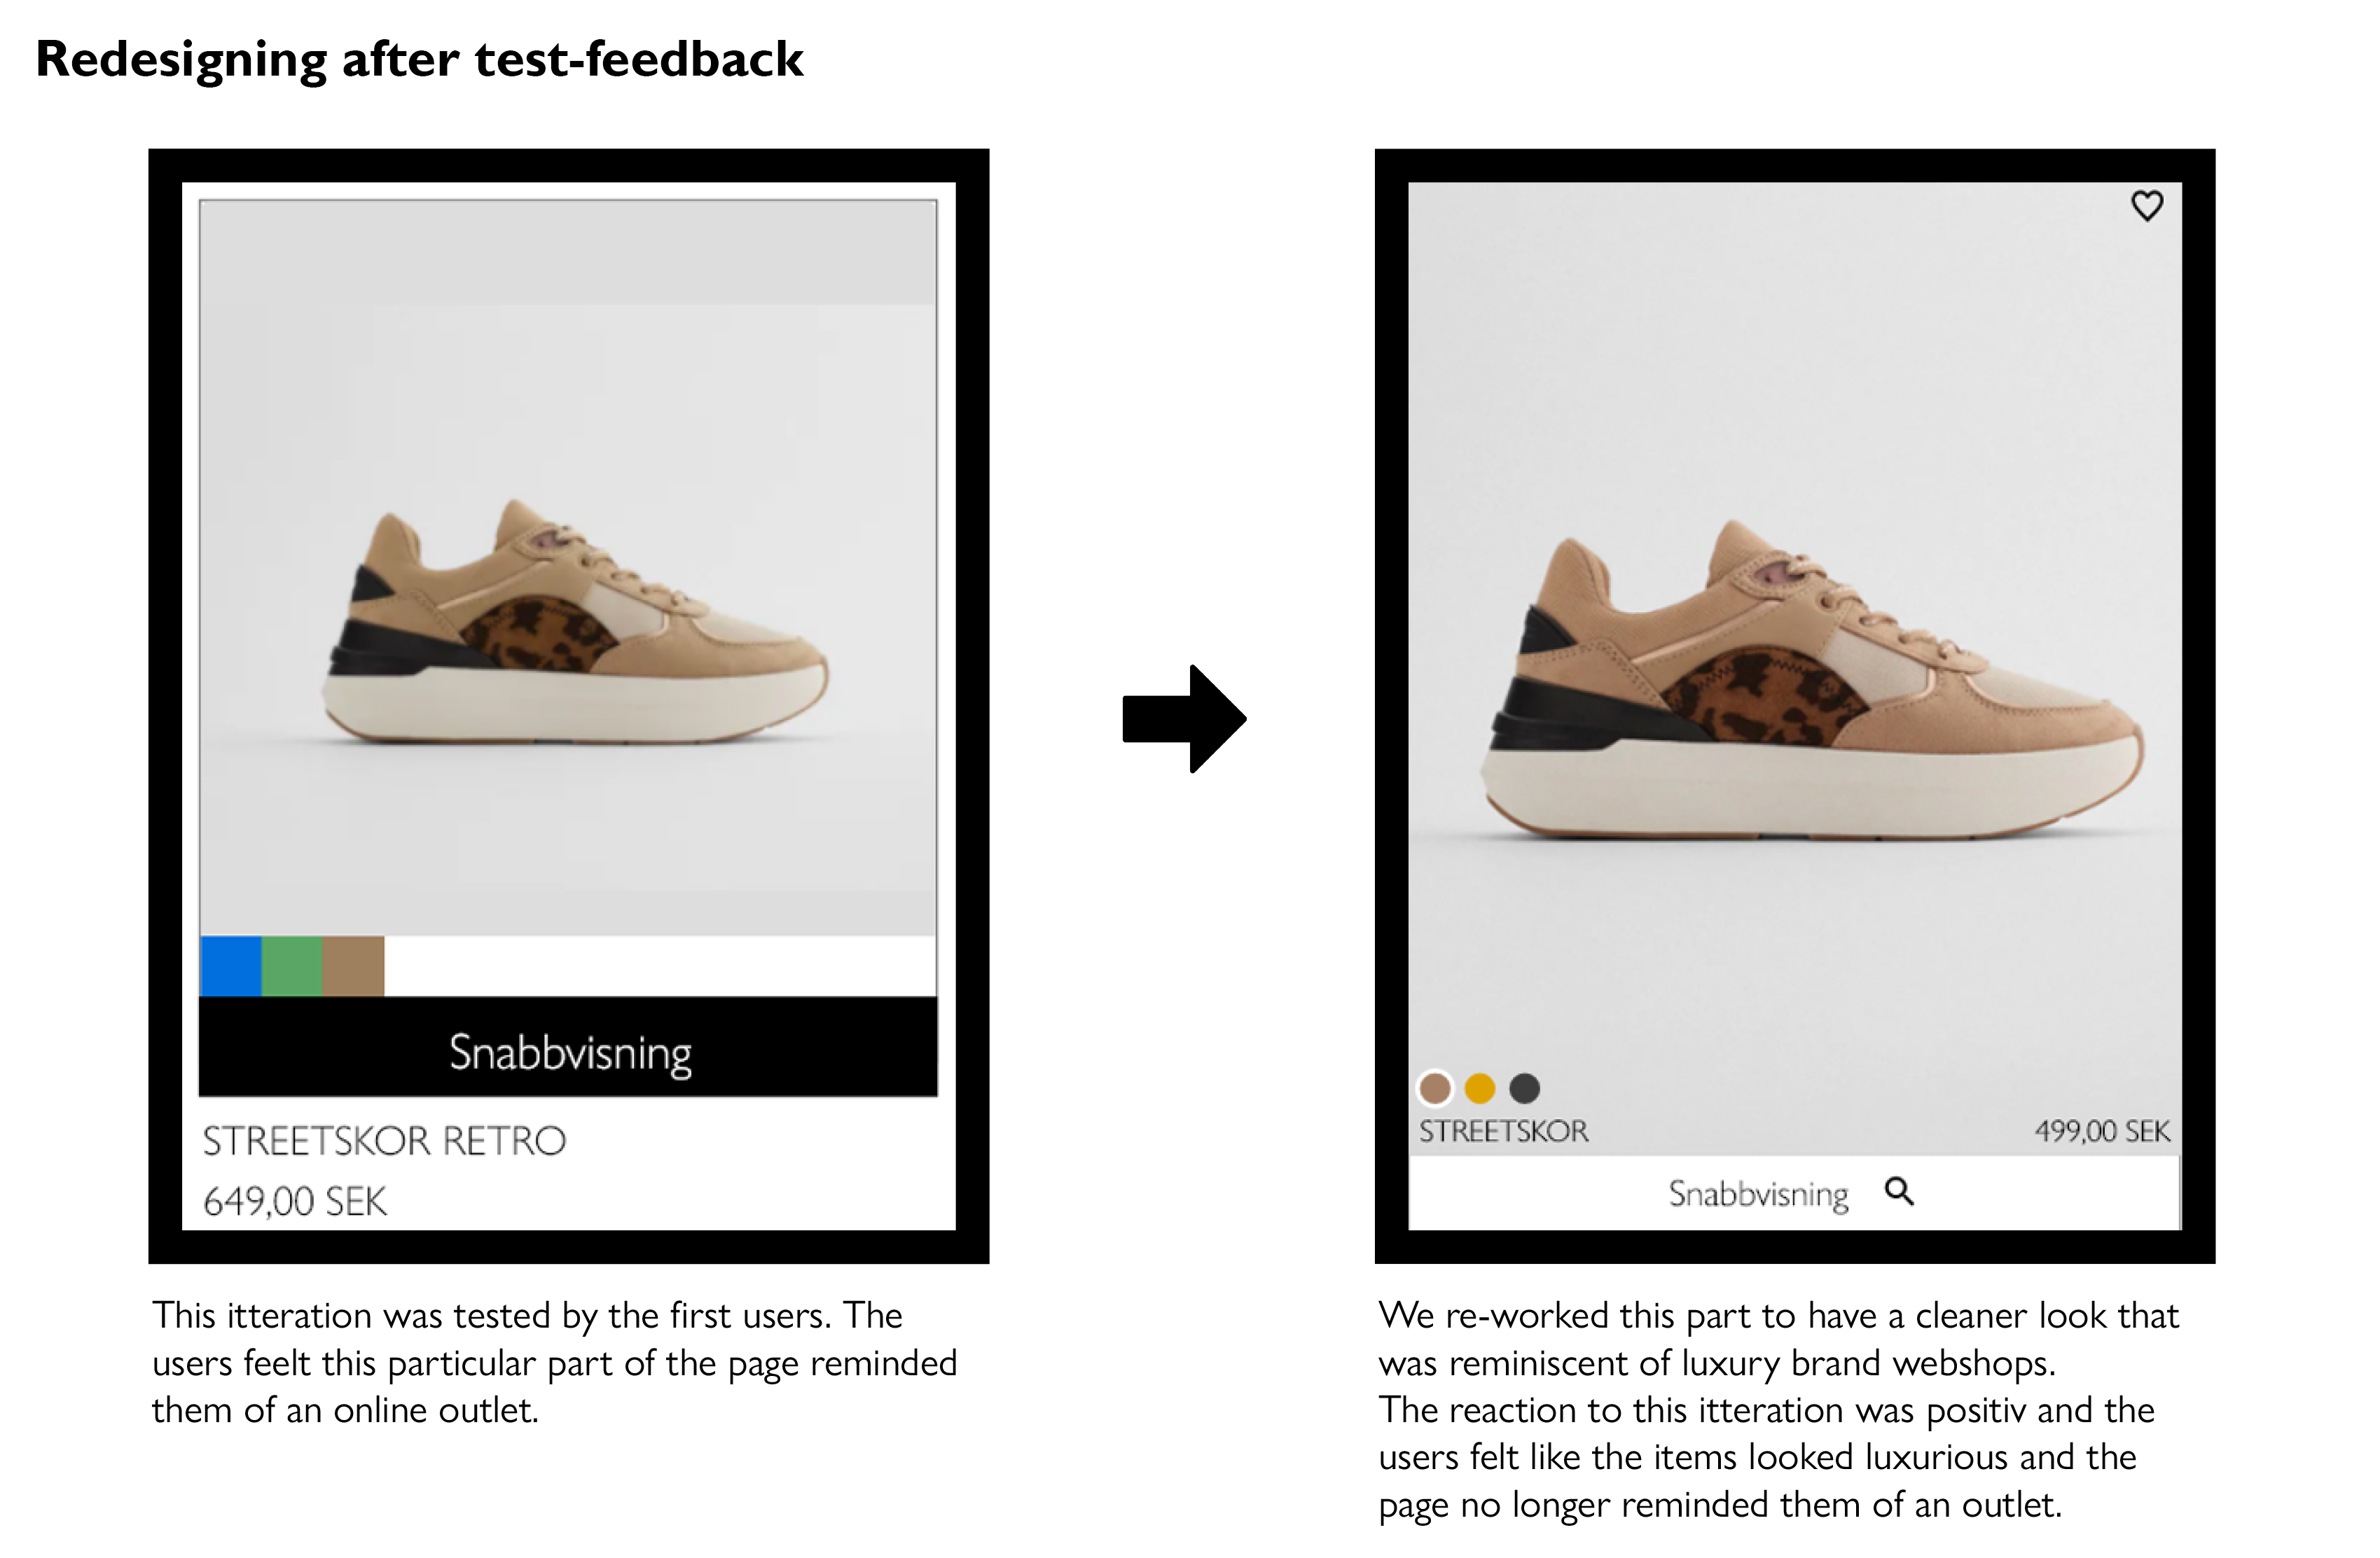 Redesigning after test-feedback
Snabbvisning
STREETSKOR RETRO
649,00 SEK
This itteration was tested by the first users. The
users feelt this particular part of the page reminded
them of an online outlet.
STREETSKOR
499,00 SEK
Snabbvisning
We re-worked this part to have a cleaner look that
was reminiscent of luxury brand webshops.
The reaction to this itteration was positiv and the
users felt like the items looked luxurious and the
page no longer reminded them of an outlet.